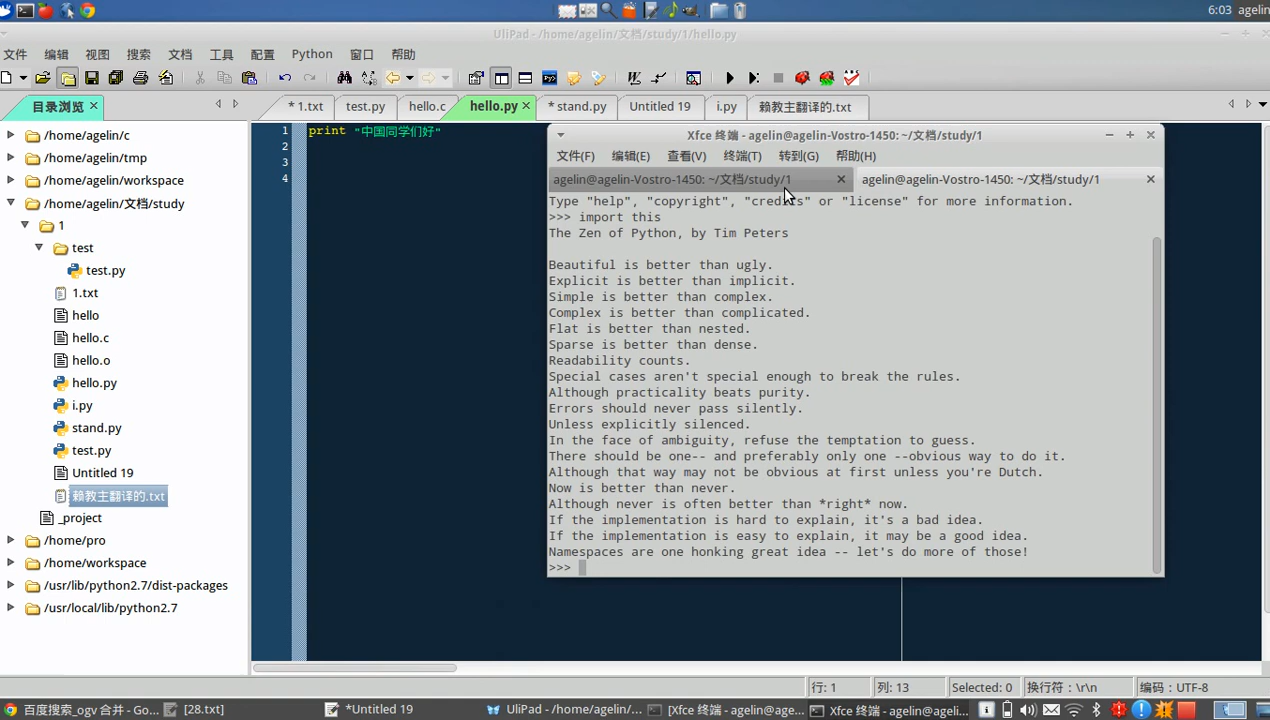 6:03 agelin
UliPad - /home/agelin/文档/study/1/hello.py
文件 编辑 视图 搜索 文档 工具 配置 Python 窗口 帮助
目录浏览
* 1.txt test.py hello.c hello.py * stand.py Untitled 19 i.py 赖教主翻译的.txt
/home/agelin/c
/home/agelin/tmp
/home/agelin/workspace
/home/agelin/文档/study
1
test
test.py
1.txt
hello
hello.c
hello.o
hello.py
i.py
stand.py
test.py
Untitled 19
赖教主翻译的.txt
_project
/home/pro
/home/workspace
/usr/lib/python2.7/dist-packages
/usr/local/lib/python2.7
1 print "中国同学们好"
2
3
4
Xfce 终端 - agelin@agelin-Vostro-1450: ~/文档/study/1
文件(F) 编辑(E) 查看(V) 终端(T) 转到(G) 帮助(H)
agelin@agelin-Vostro-1450: ~/文档/study/1 agelin@agelin-Vostro-1450: ~/文档/study/1
Type "help", "copyright", "credits" or "license" for more information.
>>> import this
The Zen of Python, by Tim Peters
Beautiful is better than ugly.
Explicit is better than implicit.
Simple is better than complex.
Complex is better than complicated.
Flat is better than nested.
Sparse is better than dense.
Readability counts.
Special cases aren't special enough to break the rules.
Although practicality beats purity.
Errors should never pass silently.
Unless explicitly silenced.
In the face of ambiguity, refuse the temptation to guess.
There should be one-- and preferably only one --obvious way to do it.
Although that way may not be obvious at first unless you're Dutch.
Now is better than never.
Although never is often better than *right* now.
If the implementation is hard to explain, it's a bad idea.
If the implementation is easy to explain, it may be a good idea.
Namespaces are one honking great idea -- let's do more of those!
>>>
行: 1 列: 13 Selected: 0 换行符: \r\n 编码: UTF-8
百度搜索_ogv 合并 - Go... [28.txt] *Untitled 19 UliPad - /home/agelin/... [Xfce 终端 - agelin@age... Xfce 终端 - agelin@ageli...